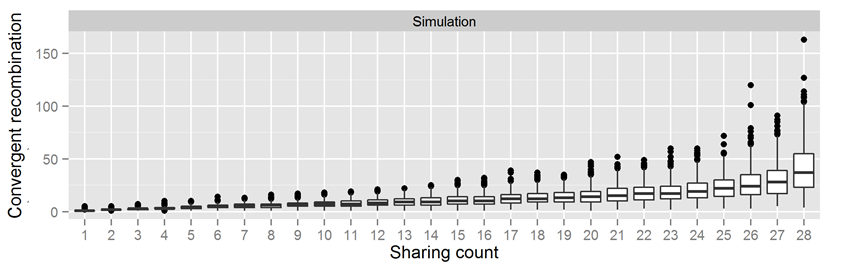 Simulation
Convergent recombination
150
100
50
0
1 2 3 4 5 6 7 8 9 10 11 12 13 14 15 16 17 18 19 20 21 22 23 24 25 26 27 28
Sharing count